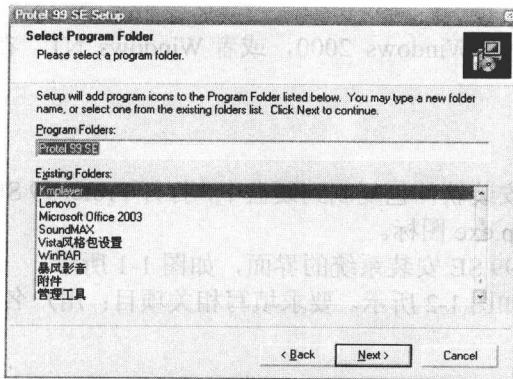 Protel 99 SE Setup
Select Program Folder
Please select a program folder.
Setup will add program icons to the Program Folder listed below. You may type a new folder
name, or select one from the existing folders list. Click Next to continue.
Program Folders:
Protel 99 SE
Existing Folders:
Kmplayer
Lenovo
Microsoft Office 2003
SoundMAX
Vista风格包设置
WinRAR
暴风影音
附件
管理工具
< Back
Next >
Cancel